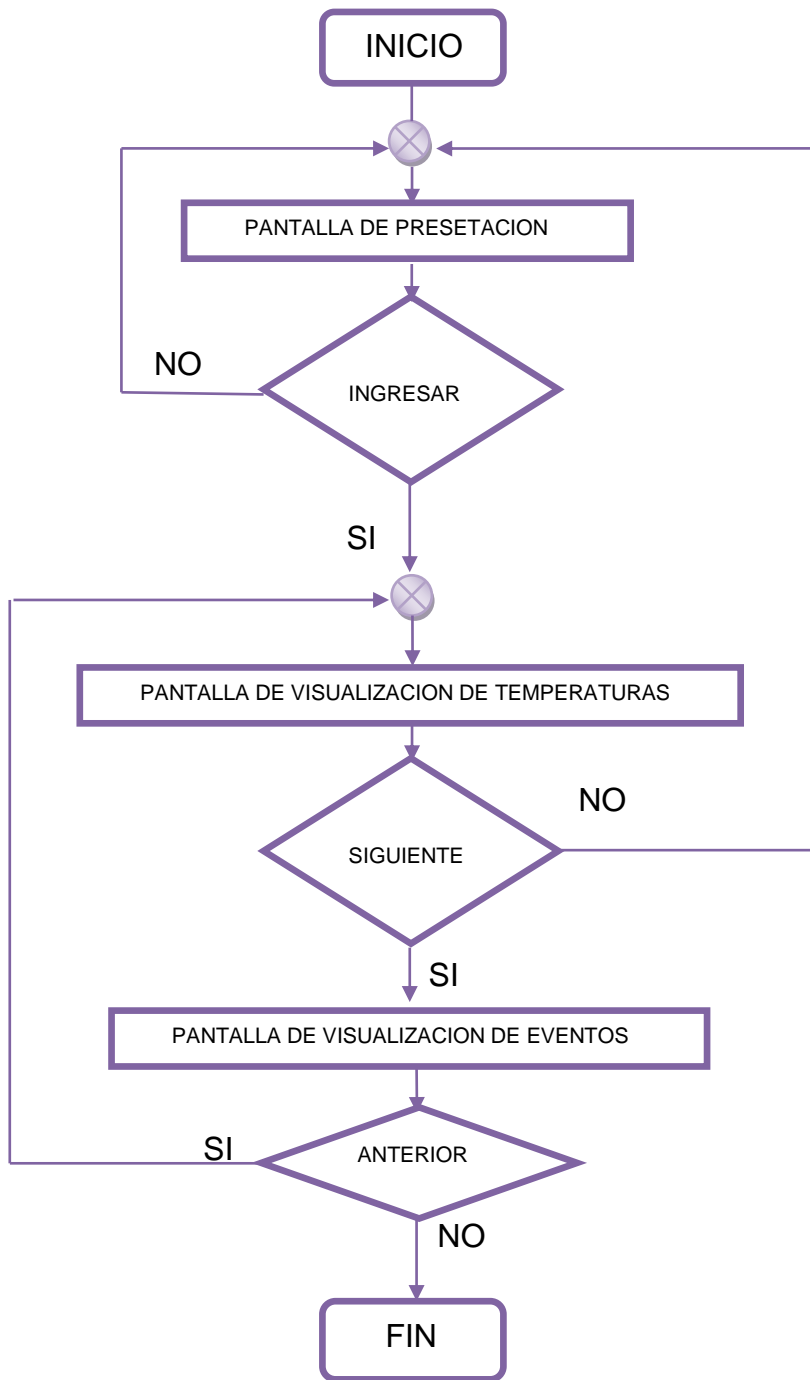 INICIO
PANTALLA DE PRESETACION
NO
INGRESAR
SI
PANTALLA DE VISUALIZACION DE TEMPERATURAS
NO
SIGUIENTE
SI
PANTALLA DE VISUALIZACION DE EVENTOS
SI
ANTERIOR
NO
FIN